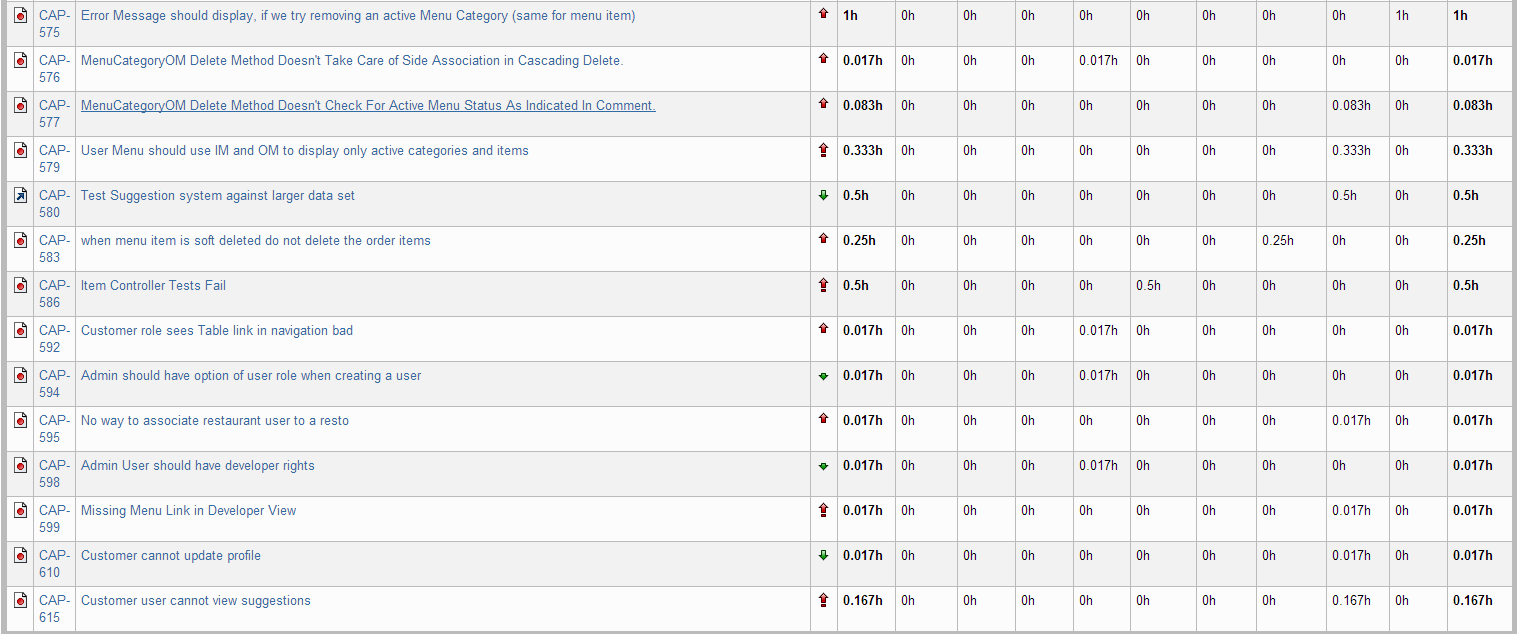 CAP-575 Error Message should display, if we try removing an active Menu Category (same for menu item) 1h 0h 0h 0h 0h 0h 0h 0h 0h 1h 1h
CAP-576 MenuCategoryOM Delete Method Doesn't Take Care of Side Association in Cascading Delete. 0.017h 0h 0h 0h 0.017h 0h 0h 0h 0h 0h 0.017h
CAP-577 MenuCategoryOM Delete Method Doesn't Check For Active Menu Status As Indicated In Comment. 0.083h 0h 0h 0h 0h 0h 0h 0h 0.083h 0h 0.083h
CAP-579 User Menu should use IM and OM to display only active categories and items 0.333h 0h 0h 0h 0h 0h 0h 0h 0.333h 0h 0.333h
CAP-580 Test Suggestion system against larger data set 0.5h 0h 0h 0h 0h 0h 0h 0h 0.5h 0h 0.5h
CAP-583 when menu item is soft deleted do not delete the order items 0.25h 0h 0h 0h 0h 0h 0h 0.25h 0h 0h 0.25h
CAP-586 Item Controller Tests Fail 0.5h 0h 0h 0h 0h 0.5h 0h 0h 0h 0h 0.5h
CAP-592 Customer role sees Table link in navigation bad 0.017h 0h 0h 0h 0.017h 0h 0h 0h 0h 0h 0.017h
CAP-594 Admin should have option of user role when creating a user 0.017h 0h 0h 0h 0.017h 0h 0h 0h 0h 0h 0.017h
CAP-595 No way to associate restaurant user to a resto 0.017h 0h 0h 0h 0h 0h 0h 0h 0.017h 0h 0.017h
CAP-598 Admin User should have developer rights 0.017h 0h 0h 0h 0.017h 0h 0h 0h 0h 0h 0.017h
CAP-599 Missing Menu Link in Developer View 0.017h 0h 0h 0h 0h 0h 0h 0h 0.017h 0h 0.017h
CAP-610 Customer cannot update profile 0.017h 0h 0h 0h 0h 0h 0h 0h 0.017h 0h 0.017h
CAP-615 Customer user cannot view suggestions 0.167h 0h 0h 0h 0h 0h 0h 0h 0.167h 0h 0.167h